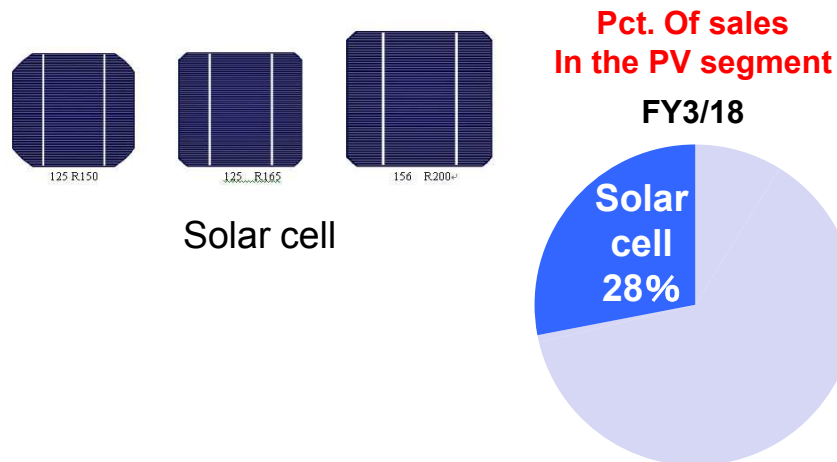 Pct. Of sales
In the PV segment
FY3/18
125 R150
125 R165
156 R200↵
Solar cell
Solar
cell
28%